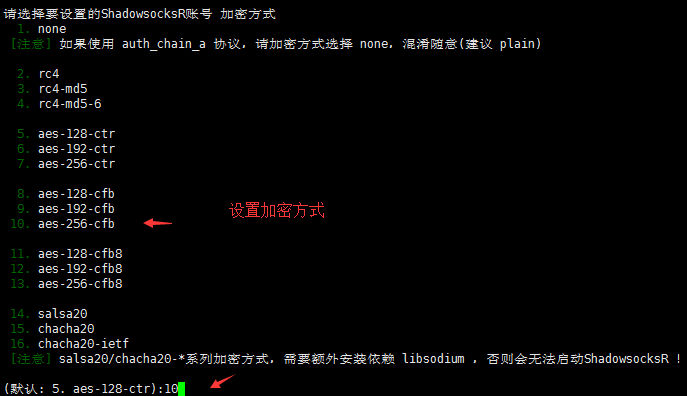 请选择要设置的ShadowsocksR账号 加密方式
1. none
[注意] 如果使用 auth_chain_a 协议, 请加密方式选择 none, 混淆随意(建议 plain)
2. rc4
3. rc4-md5
4. rc4-md5-6
5. aes-128-ctr
6. aes-192-ctr
7. aes-256-ctr
8. aes-128-cfb
9. aes-192-cfb
设置加密方式
10. aes-256-cfb
11. aes-128-cfb8
12. aes-192-cfb8
13. aes-256-cfb8
14. salsa20
15. chacha20
16. chacha20-ietf
[注意] salsa20/chacha20-*系列加密方式, 需要额外安装依赖 libsodium , 否则会无法启动ShadowsocksR !
(默认: 5. aes-128-ctr):10